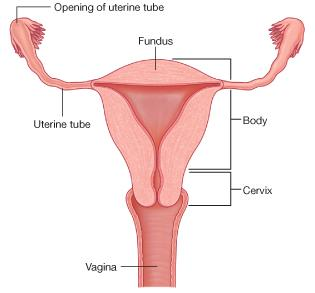 Opening of uterine tube
Fundus
Uterine tube
Body
Cervix
Vagina